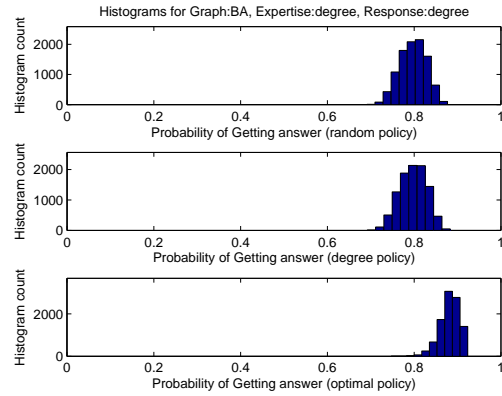 Histograms for Graph:BA, Expertise:degree, Response:degree
Histogram count
2000
1000
0
0 0.2 0.4 0.6 0.8 1
Probability of Getting answer (random policy)
Histogram count
2000
1000
0
0 0.2 0.4 0.6 0.8 1
Probability of Getting answer (degree policy)
Histogram count
2000
0
0 0.2 0.4 0.6 0.8 1
Probability of Getting answer (optimal policy)